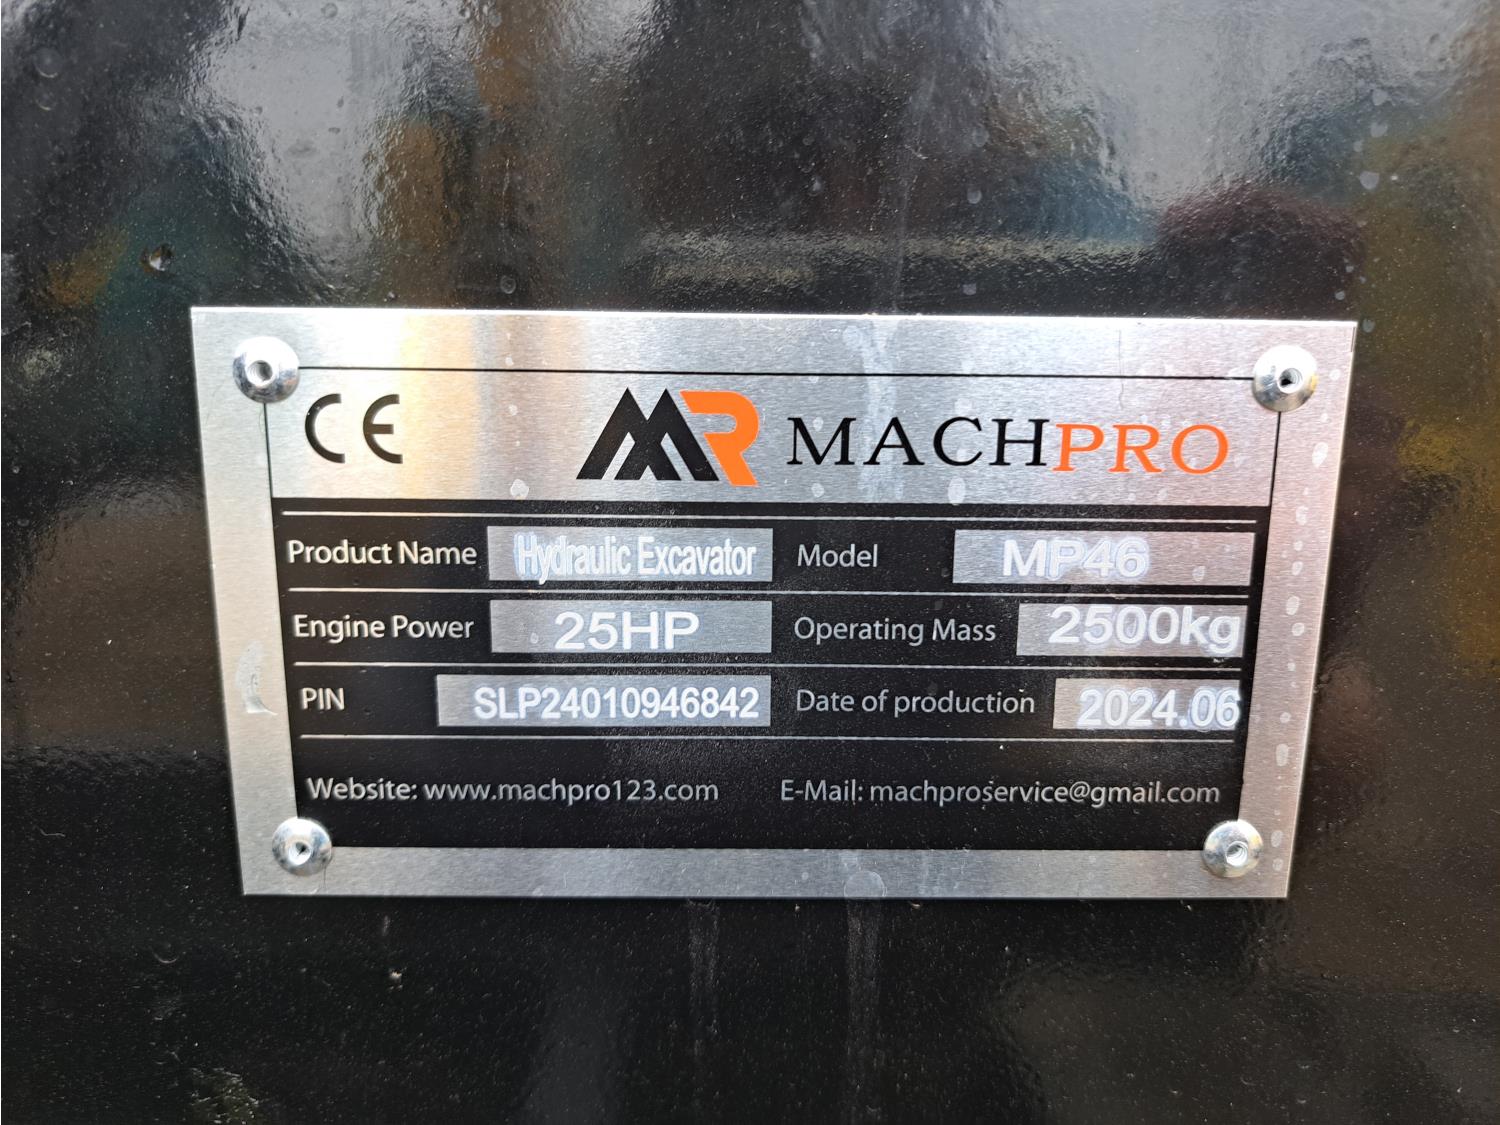 CE MR MACHPRO
Product Name Hydraulic Excavator Model MP46
Engine Power 25HP Operating Mass 2500kg
PIN SLP24010946842 Date of production 2024.06
Website: www.machpro123.com E-Mail: machproservice@gmail.com